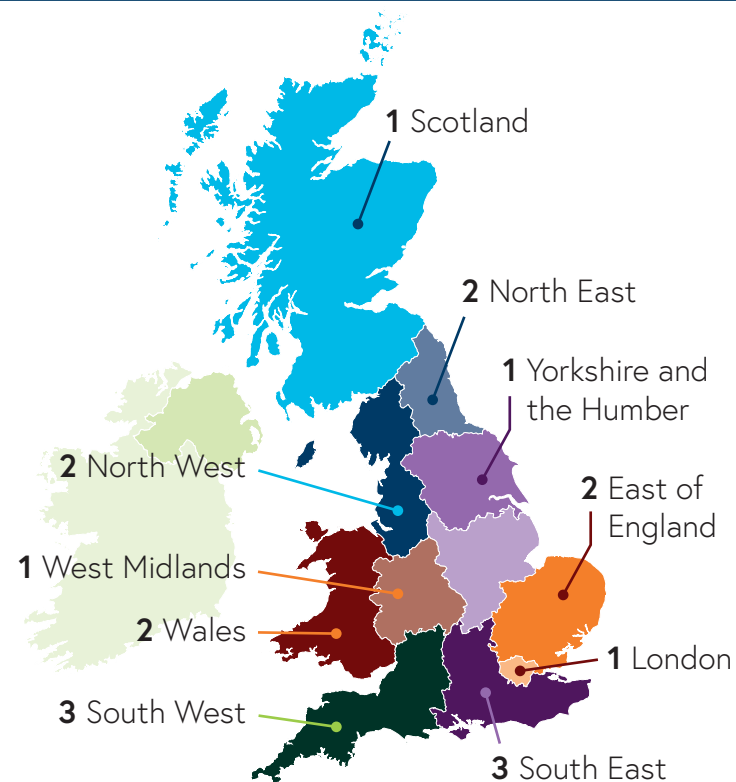 1 Scotland
2 North East
1 Yorkshire and
the Humber
2 North West
2 East of
England
1 West Midlands
2 Wales
1 London
3 South West
3 South East